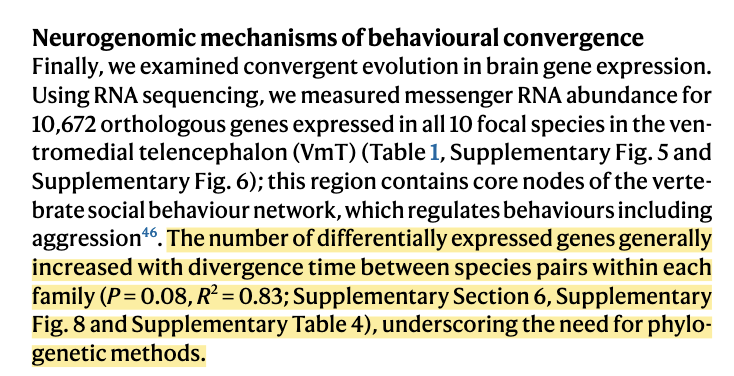 Neurogenomic mechanisms of behavioural convergence
Finally, we examined convergent evolution in brain gene expression.
Using RNA sequencing, we measured messenger RNA abundance for
10,672 orthologous genes expressed in all 10 focal species in the ven-
tromedial telencephalon (VmT) (Table 1, Supplementary Fig. 5 and
Supplementary Fig. 6); this region contains core nodes of the verte-
brate social behaviour network, which regulates behaviours including
aggression⁴⁶. The number of differentially expressed genes generally
increased with divergence time between species pairs within each
family (P = 0.08, R² = 0.83; Supplementary Section 6, Supplementary
Fig. 8 and Supplementary Table 4), underscoring the need for phylo-
genetic methods.